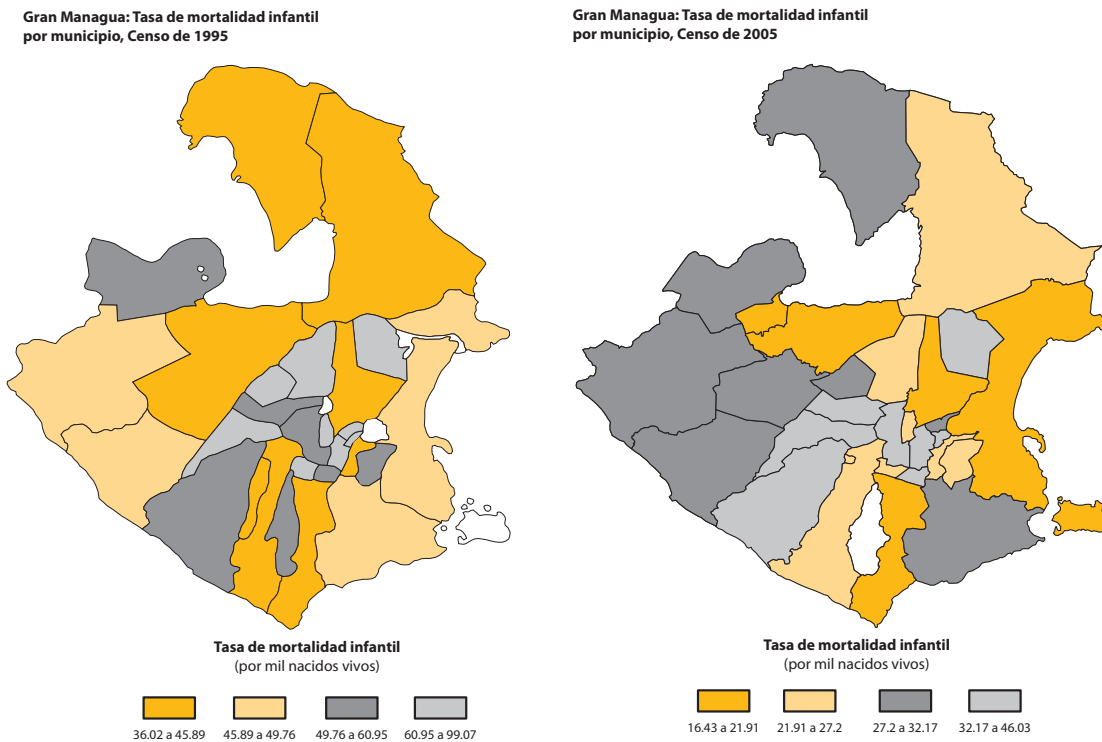 Gran Managua: Tasa de mortalidad infantil
por municipio, Censo de 1995
Tasa de mortalidad infantil
(por mil nacidos vivos)
36.02 a 45.89
45.89 a 49.76
49.76 a 60.95
60.95 a 99.07
Gran Managua: Tasa de mortalidad infantil
por municipio, Censo de 2005
Tasa de mortalidad infantil
(por mil nacidos vivos)
16.43 a 21.91
21.91 a 27.2
27.2 a 32.17
32.17 a 46.03